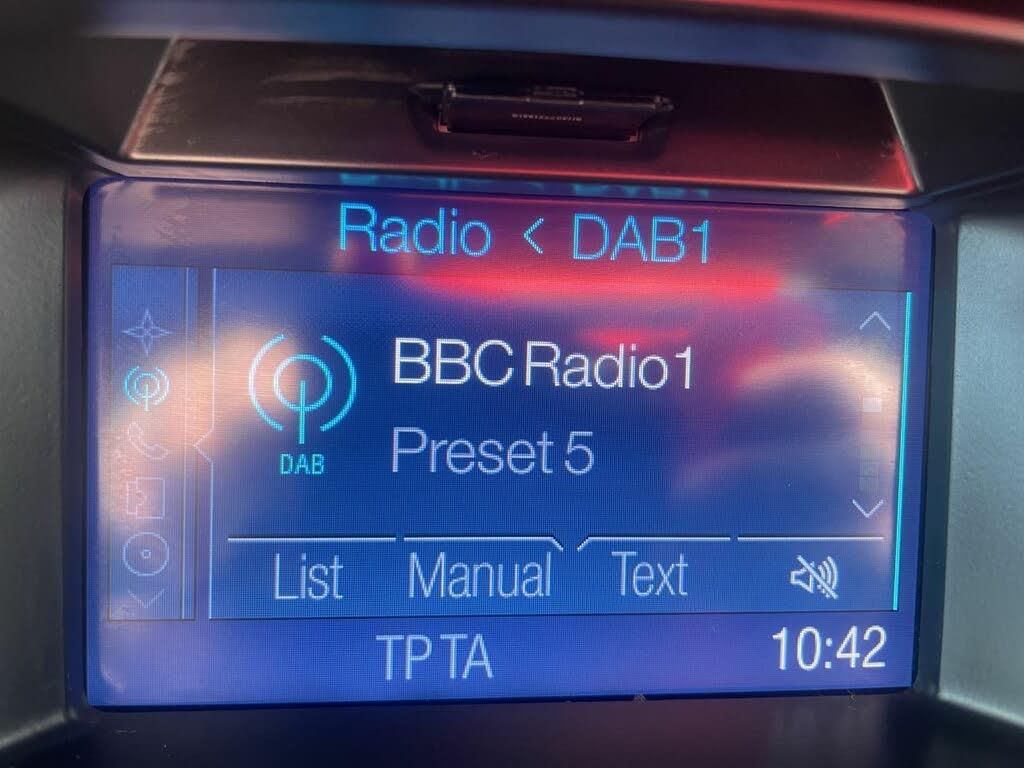 Radio < DAB1
BBC Radio1
DAB
Preset 5
List Manual Text
TP TA
10:42